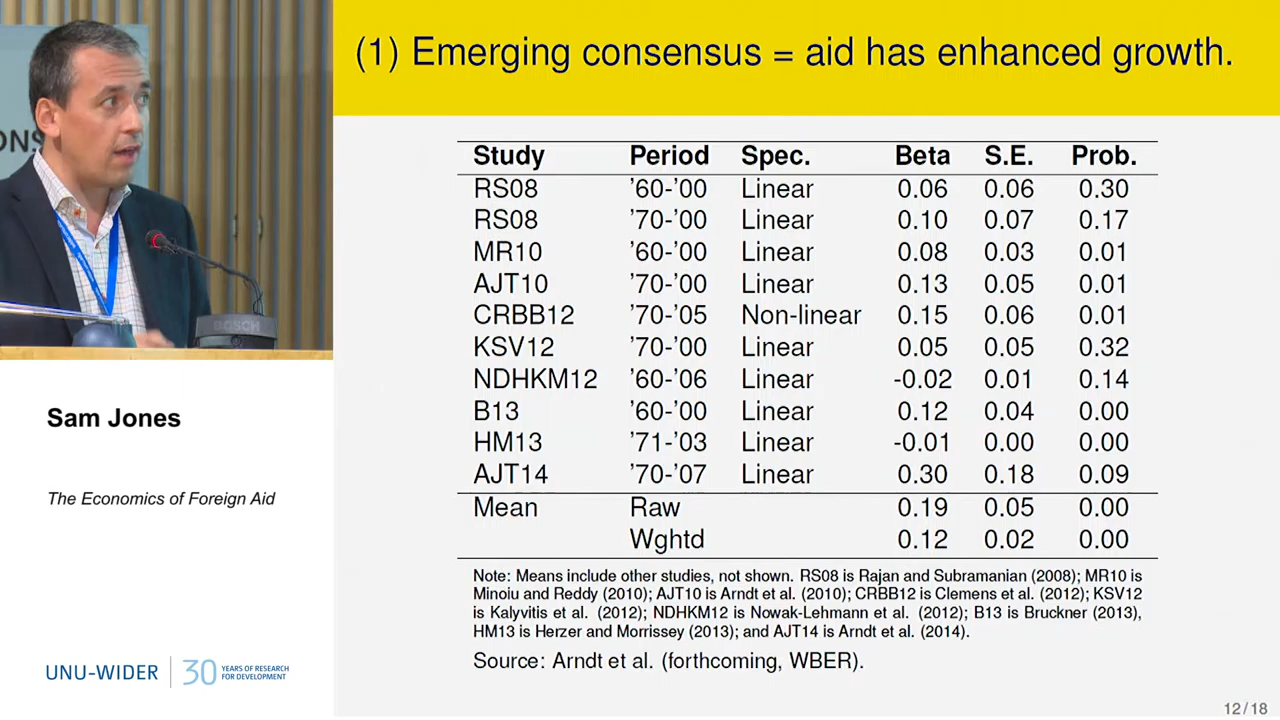 (1) Emerging consensus = aid has enhanced growth.
ONS
BOSCH
Study Period Spec. Beta S.E. Prob.
RS08 ’60-’00 Linear 0.06 0.06 0.30
RS08 ’70-’00 Linear 0.10 0.07 0.17
MR10 ’60-’00 Linear 0.08 0.03 0.01
AJT10 ’70-’00 Linear 0.13 0.05 0.01
CRBB12 ’70-’05 Non-linear 0.15 0.06 0.01
KSV12 ’70-’00 Linear 0.05 0.05 0.32
NDHKM12 ’60-’06 Linear -0.02 0.01 0.14
B13 ’60-’00 Linear 0.12 0.04 0.00
HM13 ’71-’03 Linear -0.01 0.00 0.00
AJT14 ’70-’07 Linear 0.30 0.18 0.09
Mean Raw 0.19 0.05 0.00
Wghtd 0.12 0.02 0.00
Note: Means include other studies, not shown. RS08 is Rajan and Subramanian (2008); MR10 is
Minoiu and Reddy (2010); AJT10 is Arndt et al. (2010); CRBB12 is Clemens et al. (2012); KSV12
is Kalyvitis et al. (2012); NDHKM12 is Nowak-Lehmann et al. (2012); B13 is Bruckner (2013),
HM13 is Herzer and Morrissey (2013); and AJT14 is Arndt et al. (2014).
Source: Arndt et al. (forthcoming, WBER).
Sam Jones
The Economics of Foreign Aid
UNU-WIDER
30 YEARS OF RESEARCH
FOR DEVELOPMENT
12/18